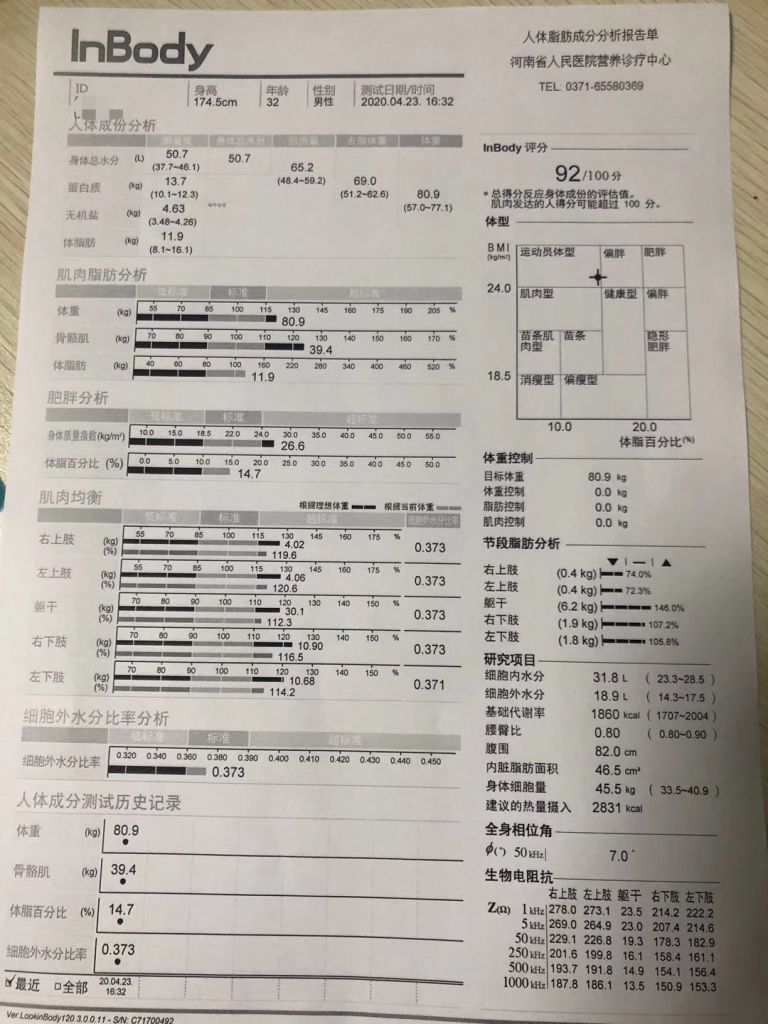 InBody
人体脂肪成分分析报告单
河南省人民医院营养诊疗中心
TEL: 0371-65580369
ID
身高
174.5cm
年龄
32
性别
男性
测试日期/时间
2020.04.23. 16:32
人体成份分析
测量值 身体总水分 肌肉量 去脂体重 体重
身体总水分 (L) 50.7 (37.7~46.1) 50.7 65.2 (48.4~59.2) 69.0 (51.2~62.6) 80.9 (57.0~77.1)
蛋白质 (kg) 13.7 (10.1~12.3)
无机盐 (kg) 4.63 (3.48~4.26)
体脂肪 (kg) 11.9 (8.1~16.1)
肌肉脂肪分析
低标准 标准 超标准
体重 (kg) 55 70 85 100 115 130 145 160 175 190 205 %
80.9
骨骼肌 (kg) 70 80 90 100 110 120 130 140 150 160 170 %
39.4
体脂肪 (kg) 40 60 80 100 160 220 280 340 400 460 520 %
11.9
肥胖分析
低标准 标准 超标准
身体质量指数(kg/m²) 10.0 15.0 18.5 22.0 24.0 30.0 35.0 40.0 45.0 50.0 55.0
26.6
体脂百分比 (%) 0.0 5.0 10.0 15.0 20.0 25.0 30.0 35.0 40.0 45.0 50.0
14.7
肌肉均衡
根据理想体重 根据当前体重
低标准 标准 超标准 细胞外水分比率
右上肢 (kg) (%) 55 70 85 100 115 130 145 160 175 %
4.02
119.6
0.373
左上肢 (kg) (%) 55 70 85 100 115 130 145 160 175 %
4.06
120.6
0.373
躯干 (kg) (%) 70 80 90 100 110 120 130 140 150 %
30.1
112.3
0.373
右下肢 (kg) (%) 70 80 90 100 110 120 130 140 150 %
10.90
116.5
0.373
左下肢 (kg) (%) 70 80 90 100 110 120 130 140 150 %
10.68
114.2
0.371
细胞外水分比率分析
低标准 标准 超标准
细胞外水分比率 0.320 0.340 0.360 0.380 0.390 0.400 0.410 0.420 0.430 0.440 0.450
0.373
人体成分测试历史记录
体重 (kg) 80.9
骨骼肌 (kg) 39.4
体脂百分比 (%) 14.7
细胞外水分比率 0.373
最近 全部 20.04.23.
16:32
Ver.LookinBody120.3.0.0.11 - S/N: C71700492
InBody 评分
92/100 分
* 总得分反应身体成份的评估值。
肌肉发达的人得分可能超过 100 分。
体型
BMI
(kg/m²)
运动员体型 偏胖 肥胖
24.0
肌肉型 健康型 偏胖
苗条肌肉型 苗条 隐形肥胖
18.5
消瘦型 偏瘦型
10.0 20.0
体脂百分比(%)
体重控制
目标体重 80.9 kg
体重控制 0.0 kg
脂肪控制 0.0 kg
肌肉控制 0.0 kg
节段脂肪分析
右上肢 (0.4 kg) 74.0%
左上肢 (0.4 kg) 72.3%
躯干 (6.2 kg) 146.0%
右下肢 (1.9 kg) 107.2%
左下肢 (1.8 kg) 105.8%
研究项目
细胞内水分 31.8 L ( 23.3~28.5 )
细胞外水分 18.9 L ( 14.3~17.5 )
基础代谢率 1860 kcal ( 1707~2004 )
腰臀比 0.80 ( 0.80~0.90 )
腹围 82.0 cm
内脏脂肪面积 46.5 cm²
身体细胞量 45.5 kg ( 33.5~40.9 )
建议的热量摄入 2831 kcal
全身相位角
ϕ(°) 50 kHz 7.0°
生物电阻抗
右上肢 左上肢 躯干 右下肢 左下肢
Z(Ω) 1 kHz 278.0 273.1 23.5 214.2 222.2
5 kHz 269.0 264.9 23.0 207.4 214.6
50 kHz 229.1 226.8 19.3 178.3 182.9
250 kHz 201.6 199.8 16.1 158.4 161.1
500 kHz 193.7 191.8 14.9 154.1 156.4
1000 kHz 187.8 186.1 13.5 150.9 153.3